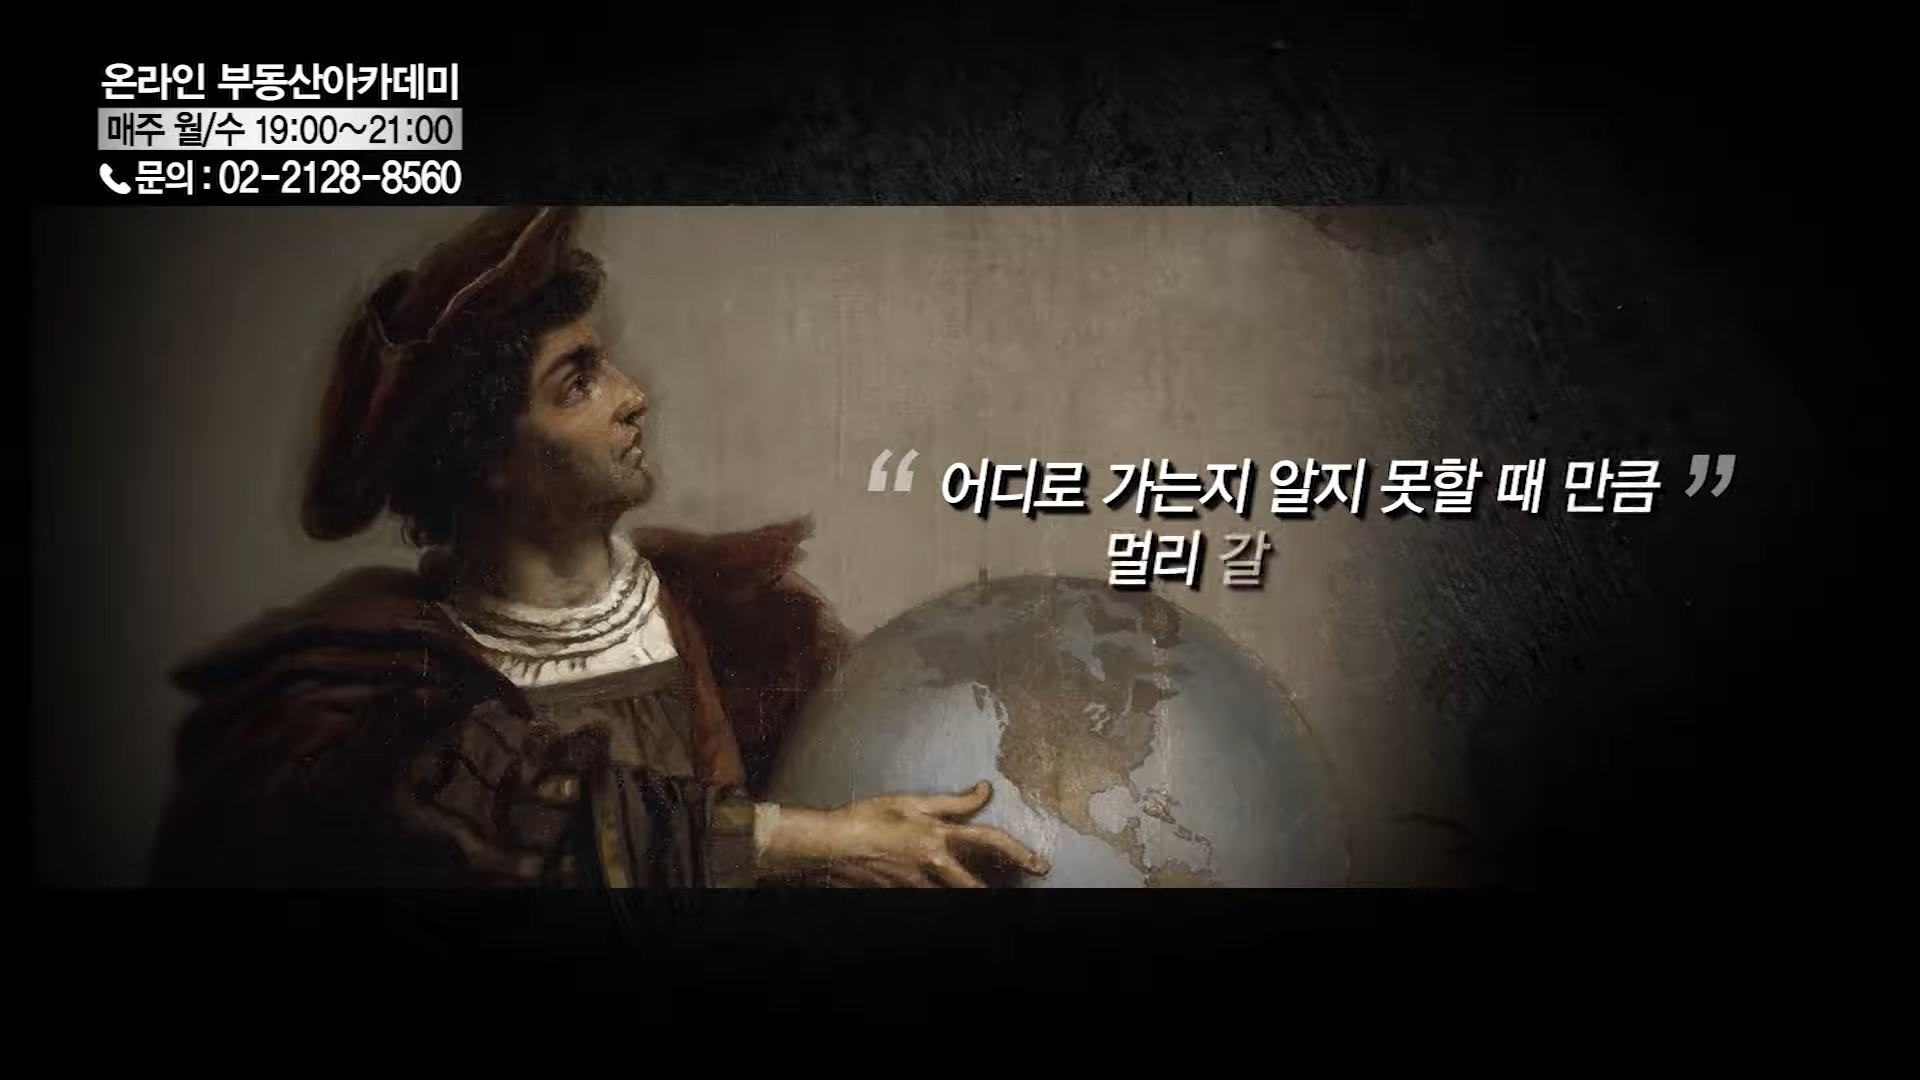 온라인 부동산아카데미
매주 월/수 19:00~21:00
문의 : 02-2128-8560
“ 어디로 가는지 알지 못할 때 만큼 ”
멀리 갈